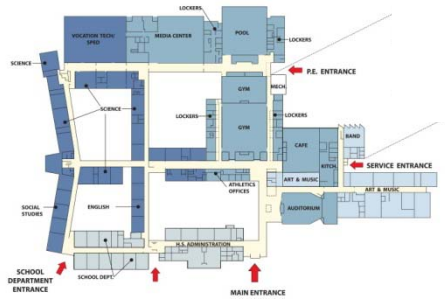 LOCKERS
VOCATION TECH/
SPED
MEDIA CENTER
POOL
LOCKERS
SCIENCE
P.E. ENTRANCE
GYM
MECH
SCIENCE
LOCKERS
GYM
LOCKERS
BAND
CAFE
KITCH.
SERVICE ENTRANCE
ART & MUSIC
ATHLETICS
OFFICES
ART & MUSIC
SOCIAL
STUDIES
ENGLISH
AUDITORIUM
H.S. ADMINISTRATION
SCHOOL
DEPARTMENT
ENTRANCE
SCHOOL DEPT.
MAIN ENTRANCE